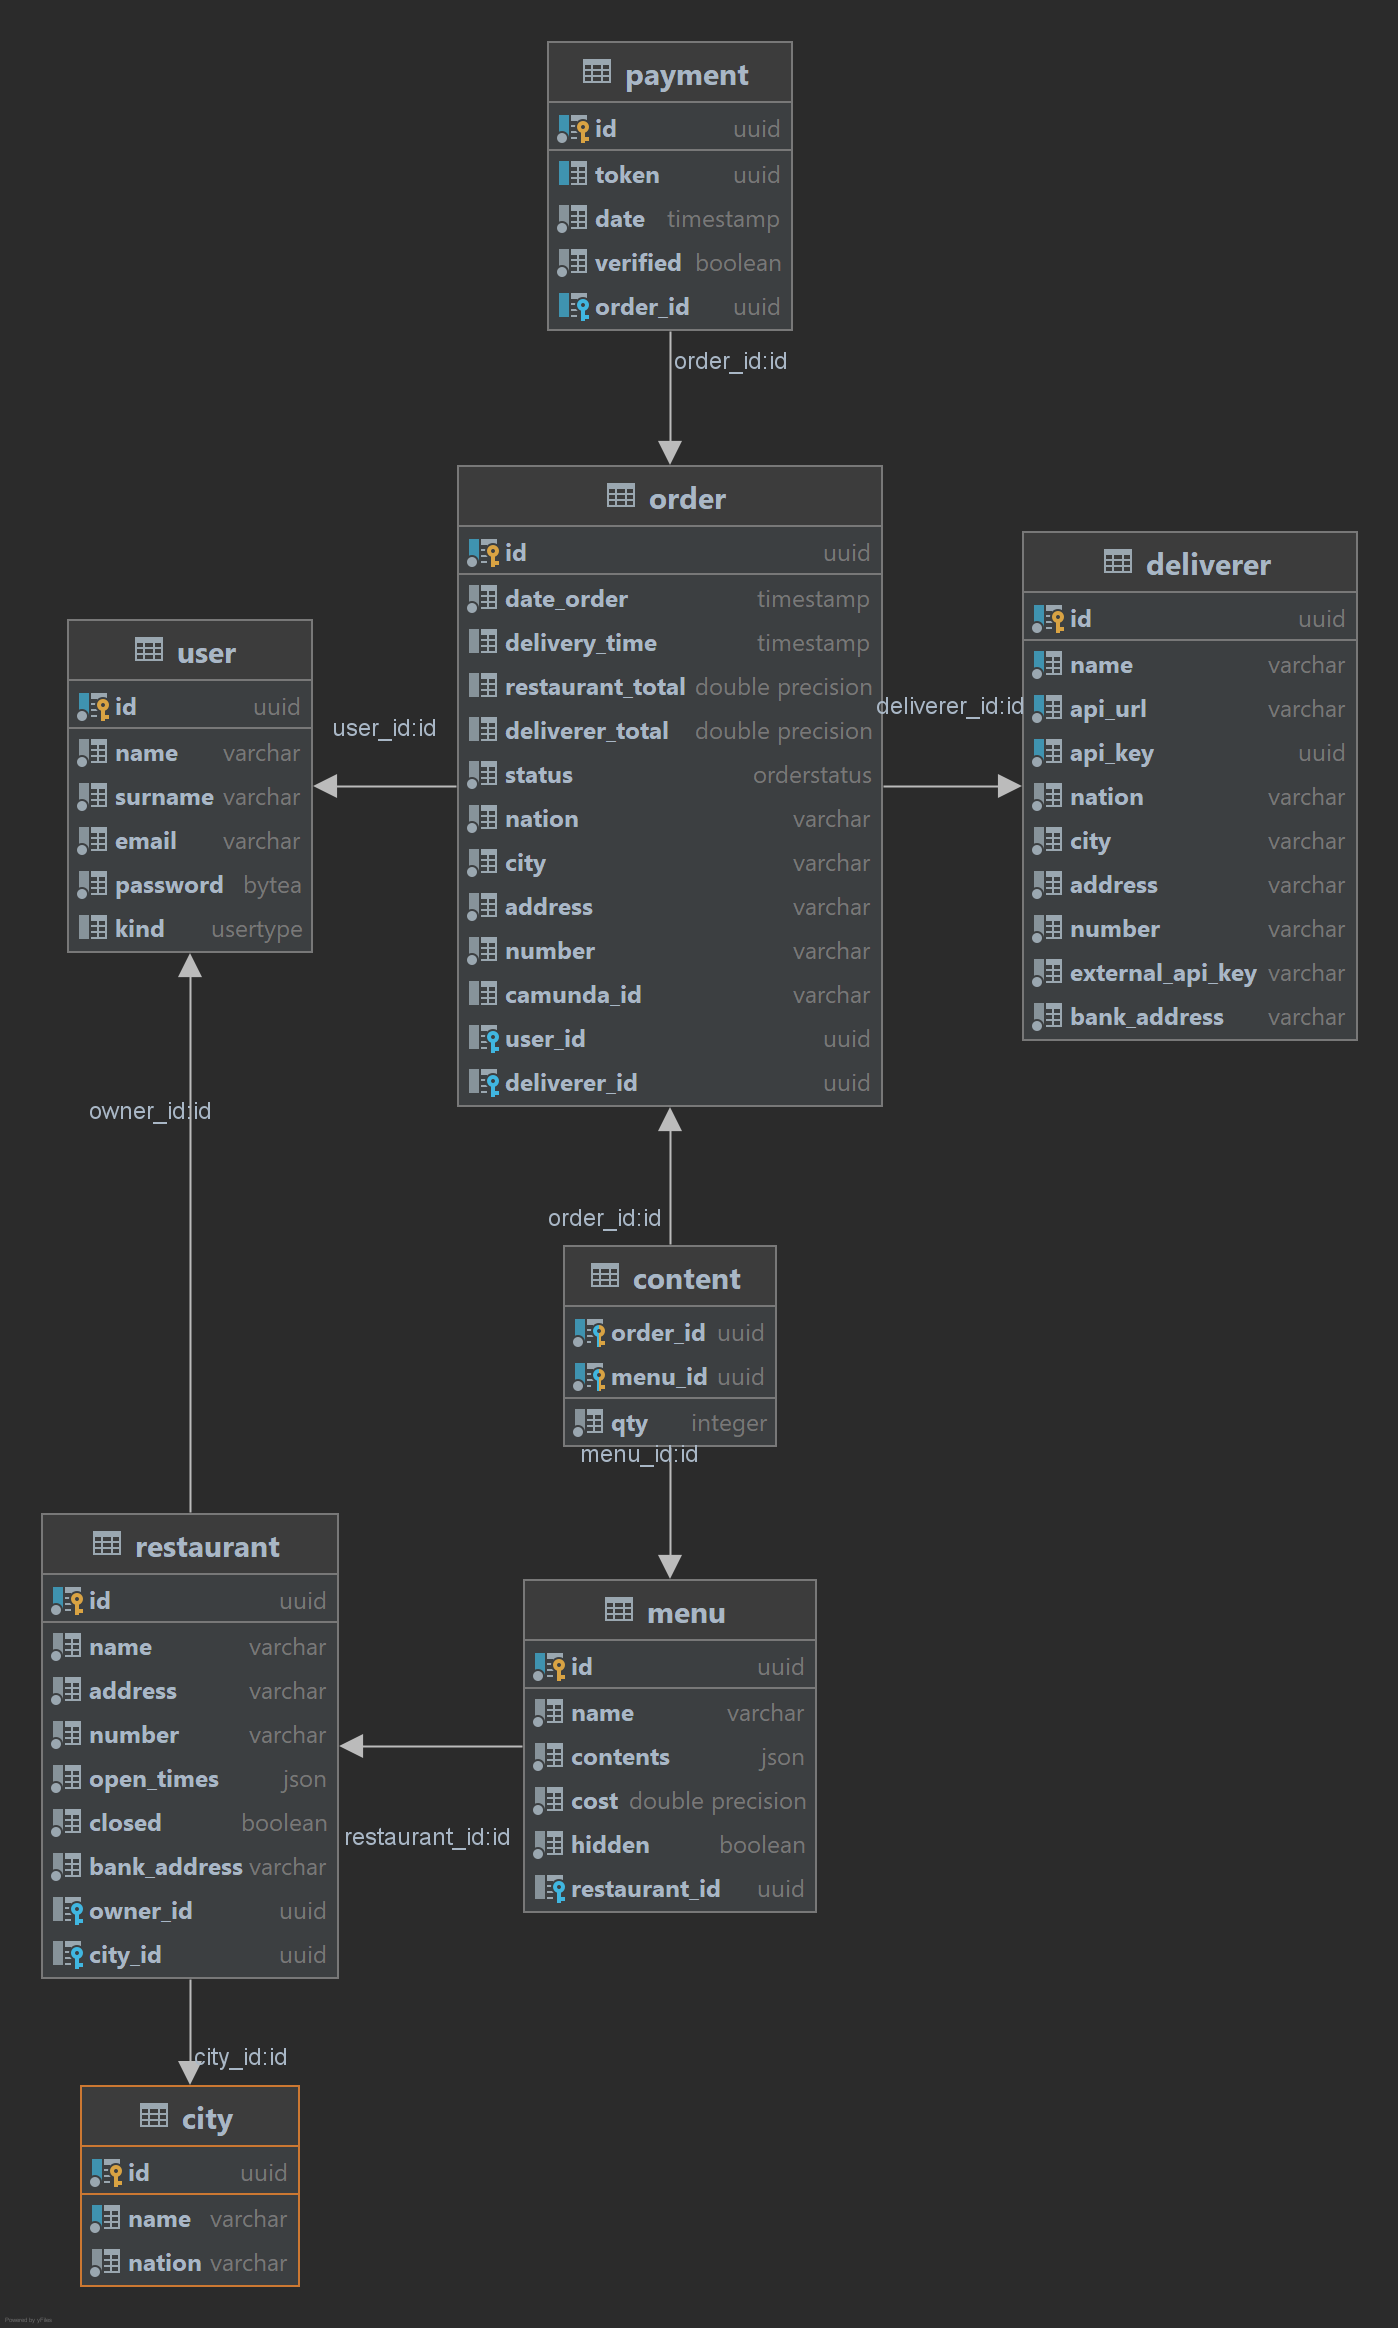 payment
id uuid
token uuid
date timestamp
verified boolean
order_id uuid
order_id:id
order
id uuid
date_order timestamp
delivery_time timestamp
restaurant_total double precision
deliverer_total double precision
status orderstatus
nation varchar
city varchar
address varchar
number varchar
camunda_id varchar
user_id uuid
deliverer_id uuid
deliverer_id:id
deliverer
id uuid
name varchar
api_url varchar
api_key uuid
nation varchar
city varchar
address varchar
number varchar
external_api_key varchar
bank_address varchar
user_id:id
user
id uuid
name varchar
surname varchar
email varchar
password bytea
kind usertype
owner_id:id
order_id:id
content
order_id uuid
menu_id uuid
qty integer
menu_id:id
restaurant
id uuid
name varchar
address varchar
number varchar
open_times json
closed boolean
bank_address varchar
owner_id uuid
city_id uuid
restaurant_id:id
menu
id uuid
name varchar
contents json
cost double precision
hidden boolean
restaurant_id uuid
city_id:id
city
id uuid
name varchar
nation varchar
Powered by yFiles